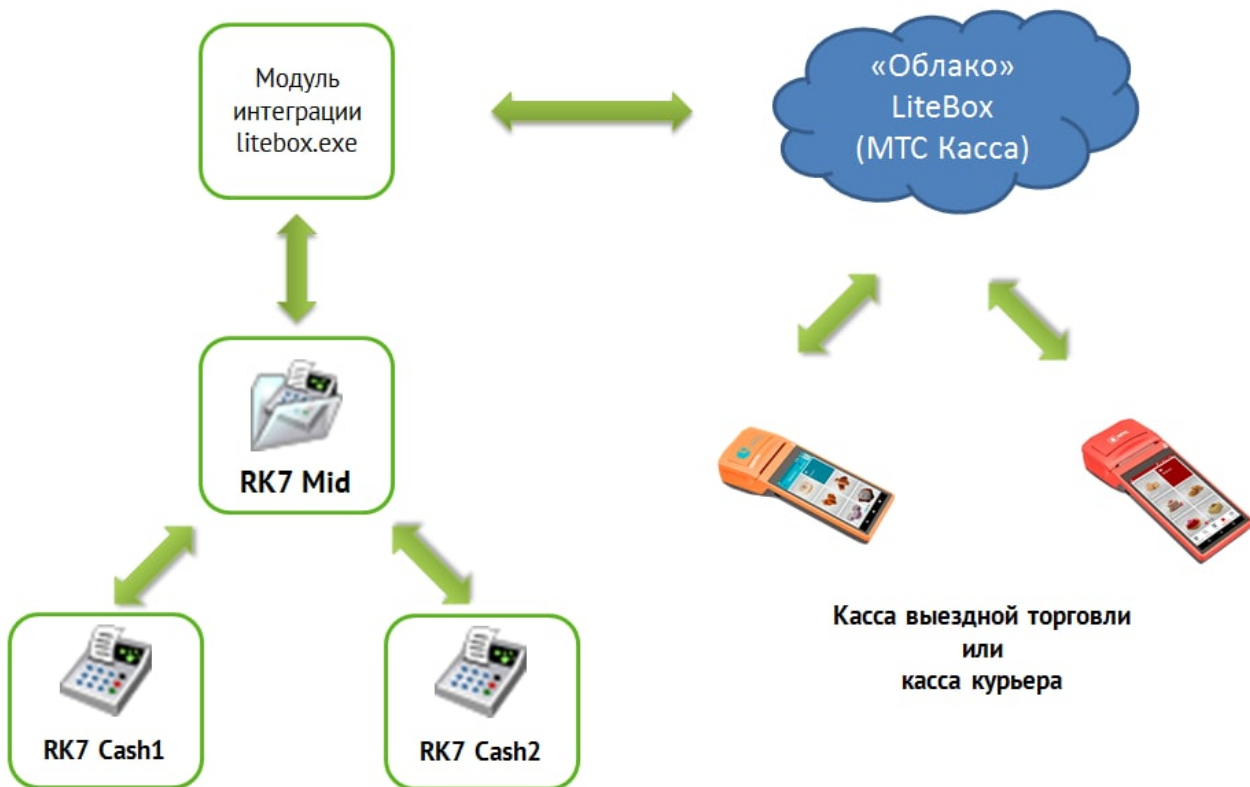 Модуль
интеграции
litebox.exe
«Облако»
LiteBox
(МТС Касса)
RK7 Mid
RK7 Cash1
RK7 Cash2
Касса выездной торговли
или
касса курьера